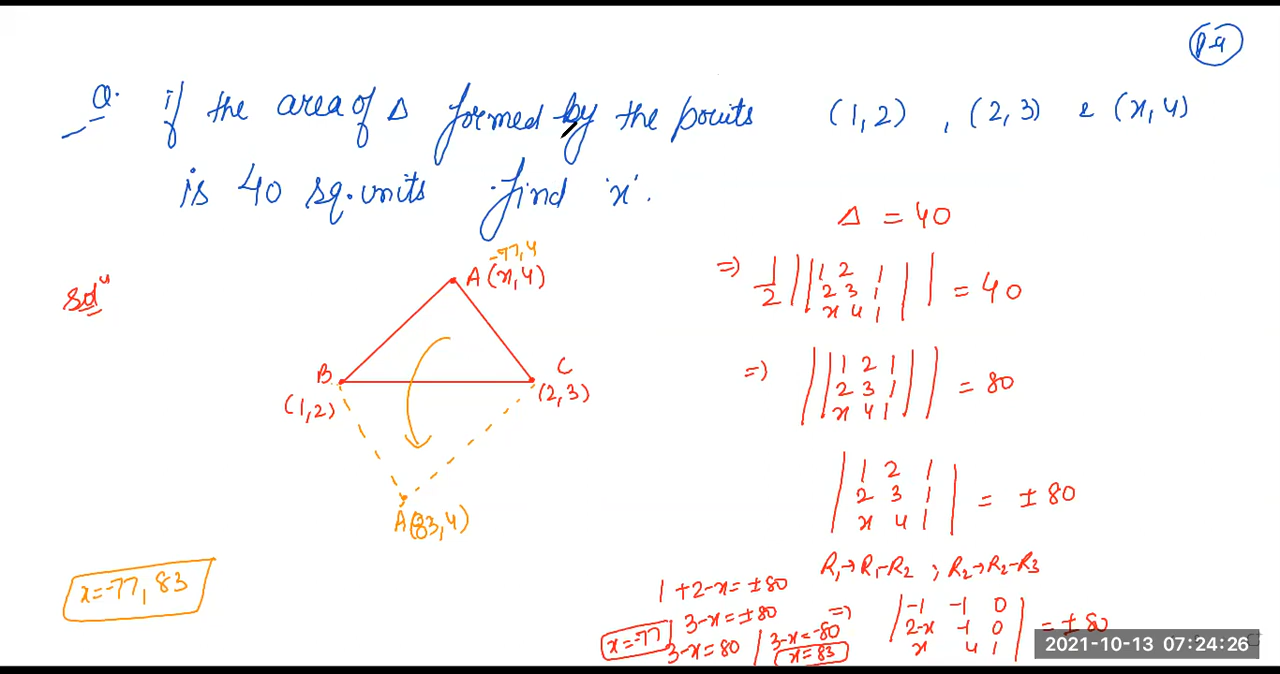 P-9
Q. if the area of Δ formed by the points (1,2) , (2,3) & (x,4)
is 40 sq.units find 'x'.
Solⁿ
-77,4
A(x,4)
B
(1,2)
C
(2,3)
A(83,4)
x=-77,83
Δ = 40
=) 1/2 ||1 2 1| |2 3 1| |x 4 1|| = 40
=) ||1 2 1| |2 3 1| |x 4 1|| = 80
|1 2 1| |2 3 1| |x 4 1| = ±80
R₁→R₁-R₂ ; R₂→R₂-R₃
=) |-1 -1 0| |2-x -1 0| |x 4 1| = ±80
1+2-x=±80
3-x=±80
3-x=80
x=-77
3-x=-80
x=83
2021-10-13 07:24:26